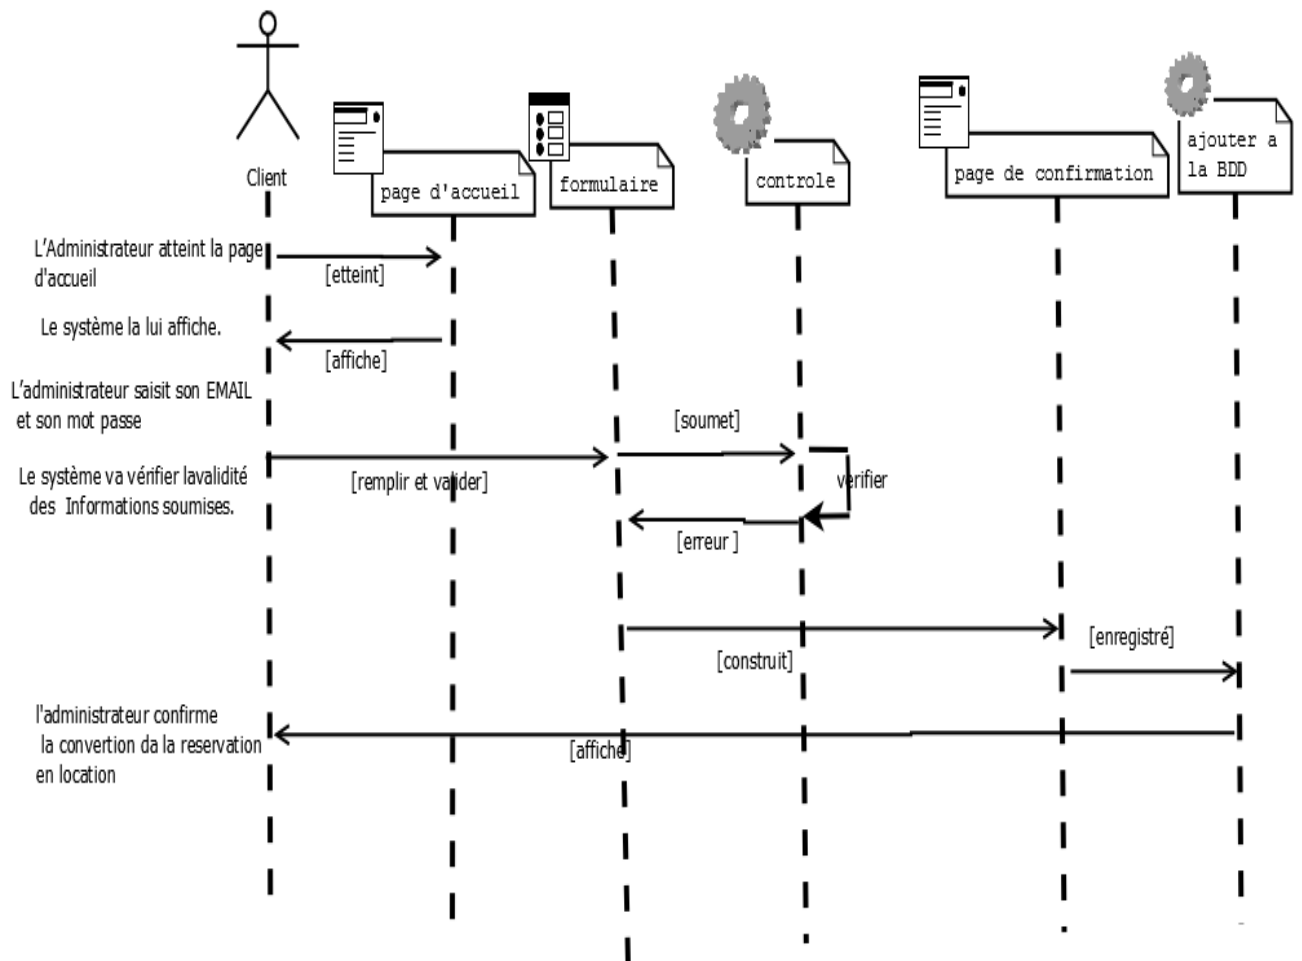 Client
page d'accueil
formulaire
controle
page de confirmation
ajouter a
la BDD
L'Administrateur atteint la page
d'accueil
[etteint]
Le système la lui affiche.
[affiche]
L'administrateur saisit son EMAIL
et son mot passe
[soumet]
Le système va vérifier lavalidité
des Informations soumises.
[remplir et valider]
verifier
[erreur ]
[construit]
[enregistré]
l'administrateur confirme
la convertion da la reservation
en location
[affiche]